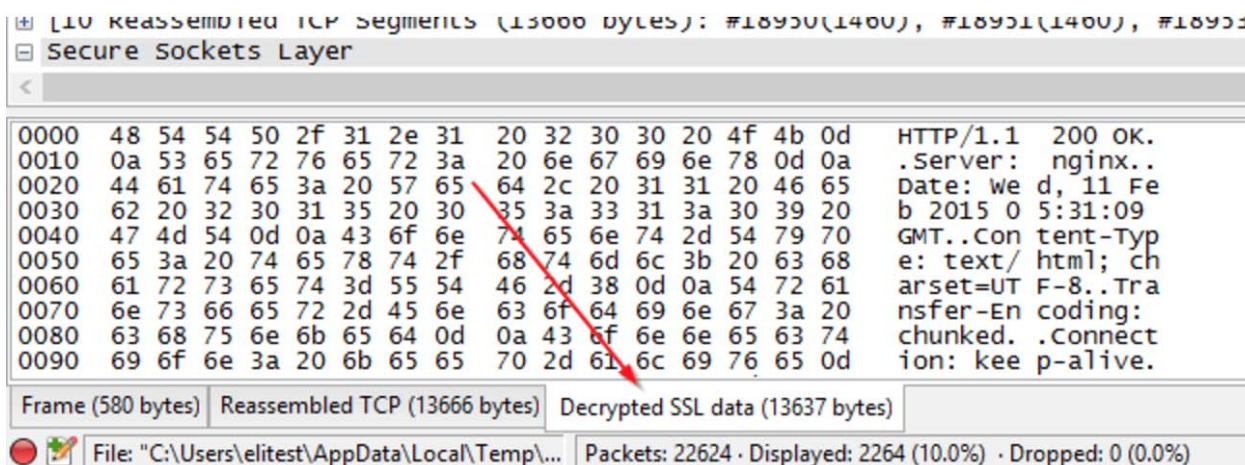 [10 Reassembled TCP Segments (13666 bytes): #18950(1460), #18951(1460), #18953
Secure Sockets Layer
0000 48 54 54 50 2f 31 2e 31 20 32 30 30 20 4f 4b 0d HTTP/1.1 200 OK.
0010 0a 53 65 72 76 65 72 3a 20 6e 67 69 6e 78 0d 0a .Server: nginx..
0020 44 61 74 65 3a 20 57 65 64 2c 20 31 31 20 46 65 Date: We d, 11 Fe
0030 62 20 32 30 31 35 20 30 35 3a 33 31 3a 30 39 20 b 2015 0 5:31:09
0040 47 4d 54 0d 0a 43 6f 6e 74 65 6e 74 2d 54 79 70 GMT..Con tent-Typ
0050 65 3a 20 74 65 78 74 2f 68 74 6d 6c 3b 20 63 68 e: text/ html; ch
0060 61 72 73 65 74 3d 55 54 46 2d 38 0d 0a 54 72 61 arset=UT F-8..Tra
0070 6e 73 66 65 72 2d 45 6e 63 6f 64 69 6e 67 3a 20 nsfer-En coding:
0080 63 68 75 6e 6b 65 64 0d 0a 43 6f 6e 6e 65 63 74 chunked. .Connect
0090 69 6f 6e 3a 20 6b 65 65 70 2d 61 6c 69 76 65 0d ion: kee p-alive.
Frame (580 bytes) Reassembled TCP (13666 bytes) Decrypted SSL data (13637 bytes)
File: "C:\Users\elitest\AppData\Local\Temp\... Packets: 22624 · Displayed: 2264 (10.0%) · Dropped: 0 (0.0%)